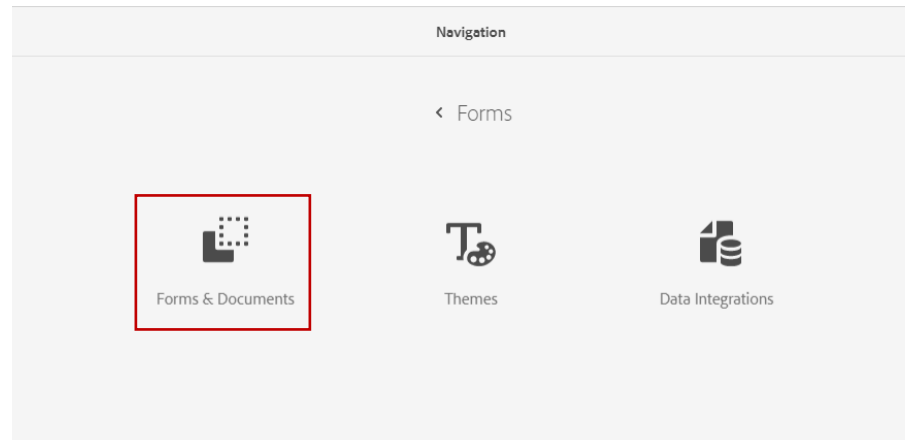 Navigation
Forms
Forms & Documents
Themes
Data Integrations